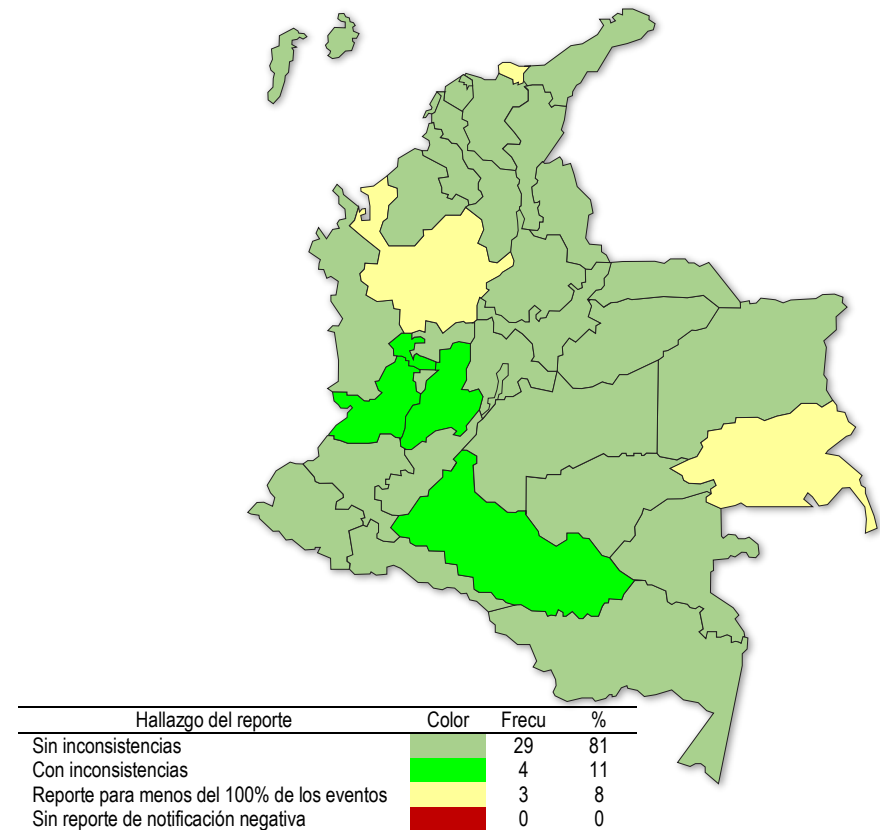 Hallazgo del reporte Color Frecu %
Sin inconsistencias 29 81
Con inconsistencias 4 11
Reporte para menos del 100% de los eventos 3 8
Sin reporte de notificación negativa 0 0